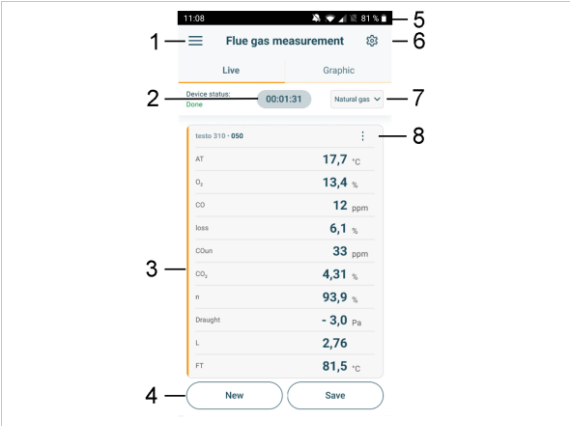 11:08 81 % 5
1 Flue gas measurement 6
Live Graphic
Device status:
Done
2 00:01:31 Natural gas 7
testo 310 · 050 8
AT 17,7 °C
O₂ 13,4 %
CO 12 ppm
loss 6,1 %
COun 33 ppm
3
CO₂ 4,31 %
n 93,9 %
Draught - 3,0 Pa
L 2,76
FT 81,5 °C
4 New Save